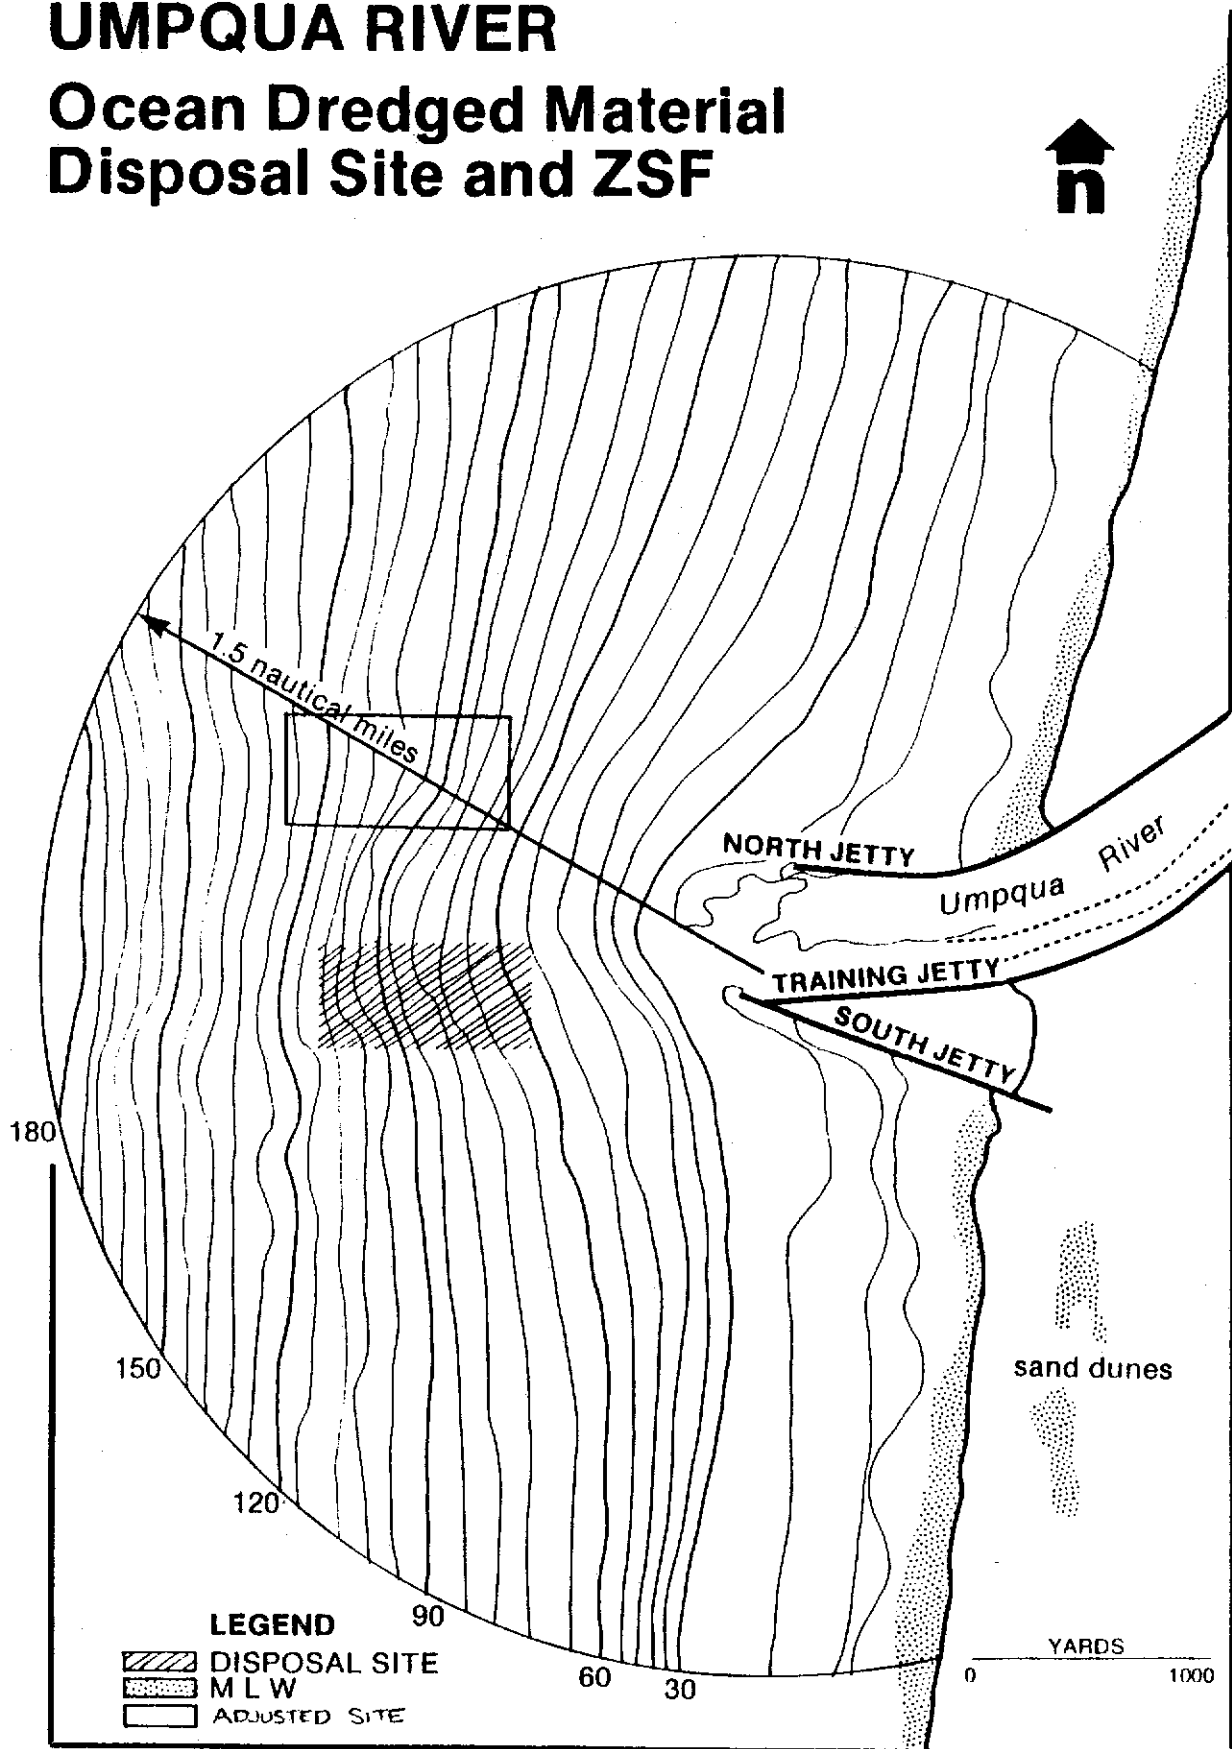 UMPQUA RIVER
Ocean Dredged Material
Disposal Site and ZSF
n
1.5 nautical miles
NORTH JETTY
Umpqua River
TRAINING JETTY
SOUTH JETTY
180
sand dunes
150
120
90
60
30
LEGEND
DISPOSAL SITE
MLW
ADJUSTED SITE
YARDS
0 1000